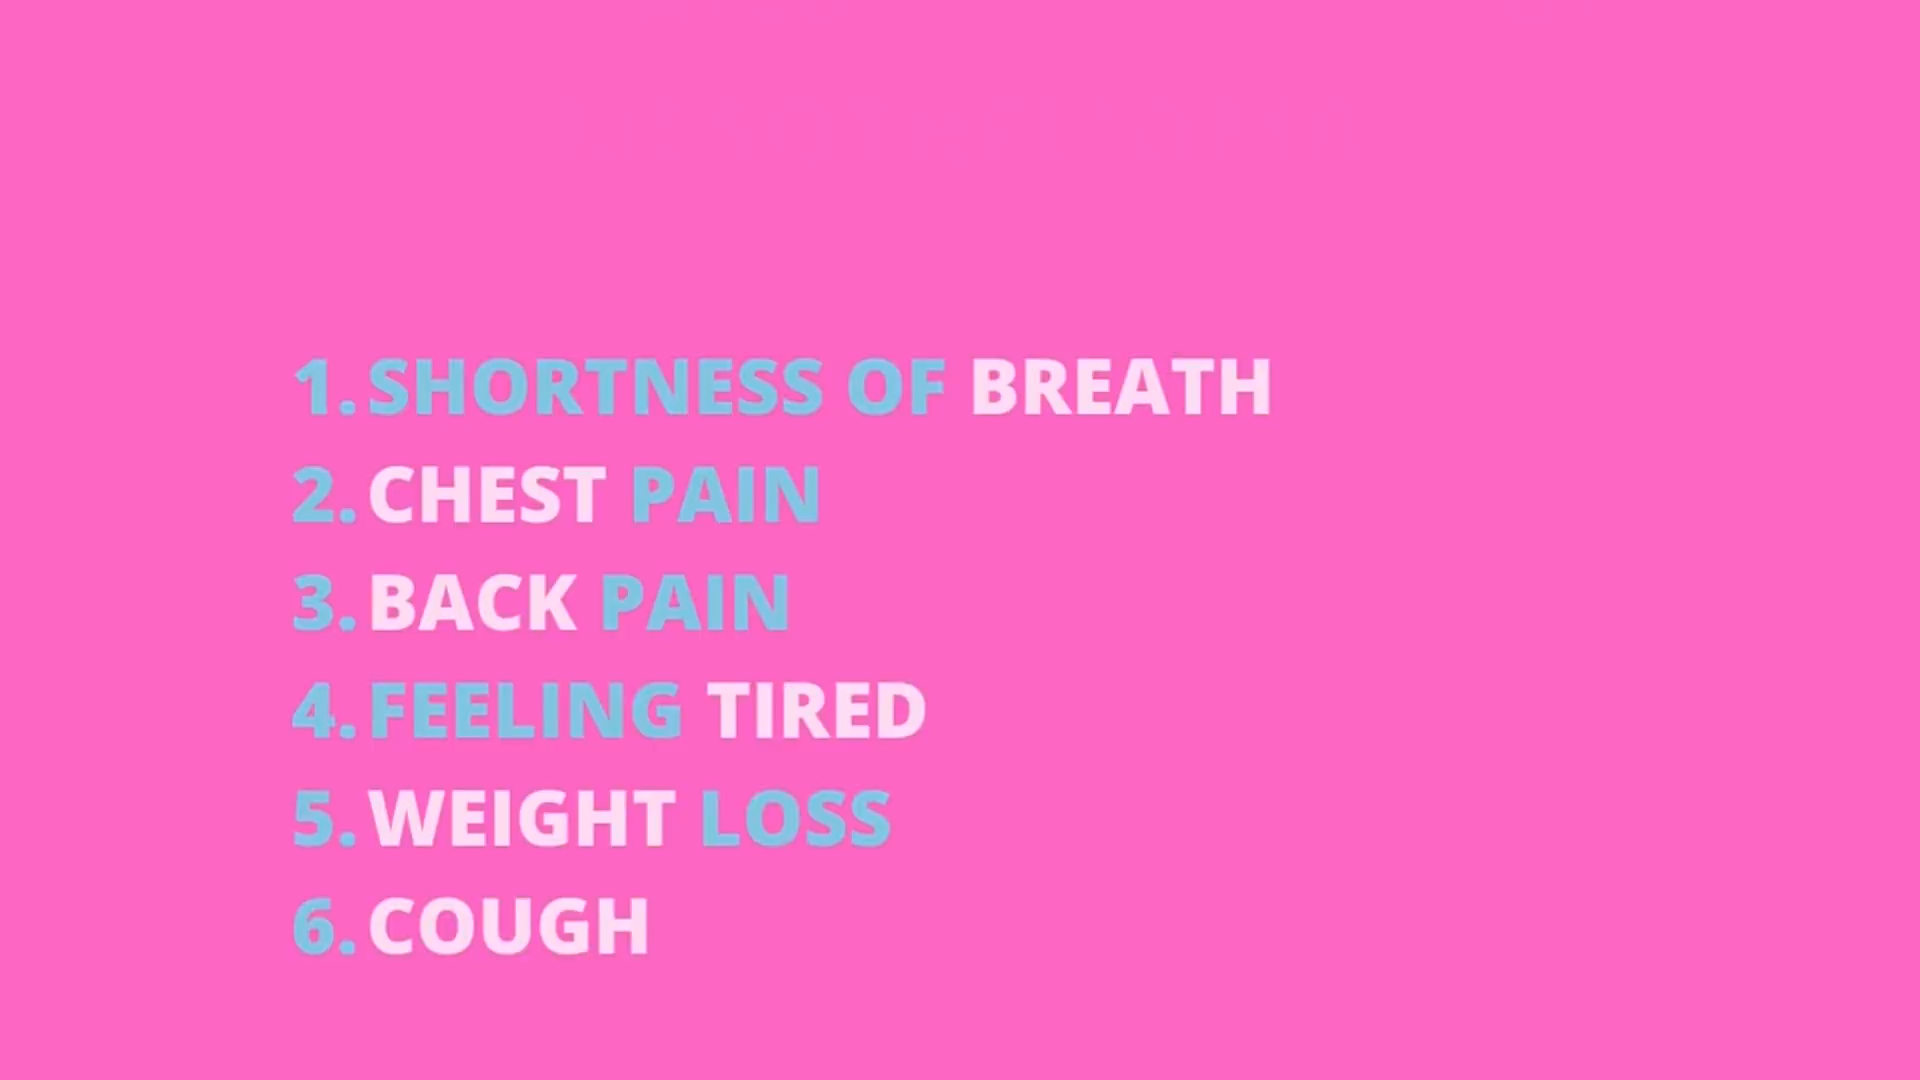 1. SHORTNESS OF BREATH
2. CHEST PAIN
3. BACK PAIN
4. FEELING TIRED
5. WEIGHT LOSS
6. COUGH